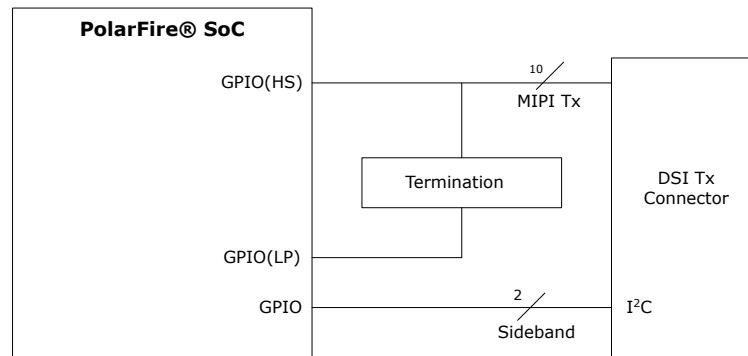 PolarFire® SoC
GPIO(HS)
10
MIPI Tx
Termination
DSI Tx
Connector
GPIO(LP)
GPIO
2
Sideband
I²C